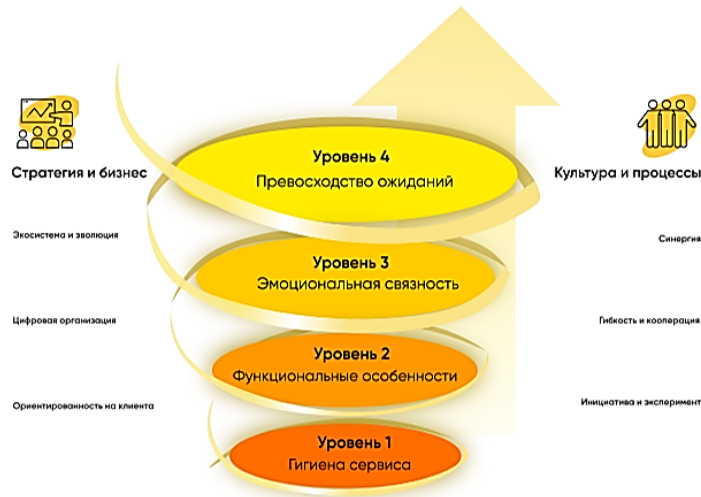 Уровень 4
Превосходство ожиданий
Стратегия и бизнес
Культура и процессы
Экосистема и эволюция
Синергия
Уровень 3
Эмоциональная связность
Цифровая организация
Гибкость и кооперация
Уровень 2
Функциональные особенности
Ориентированность на клиента
Инициатива и эксперимент
Уровень 1
Гигиена сервиса